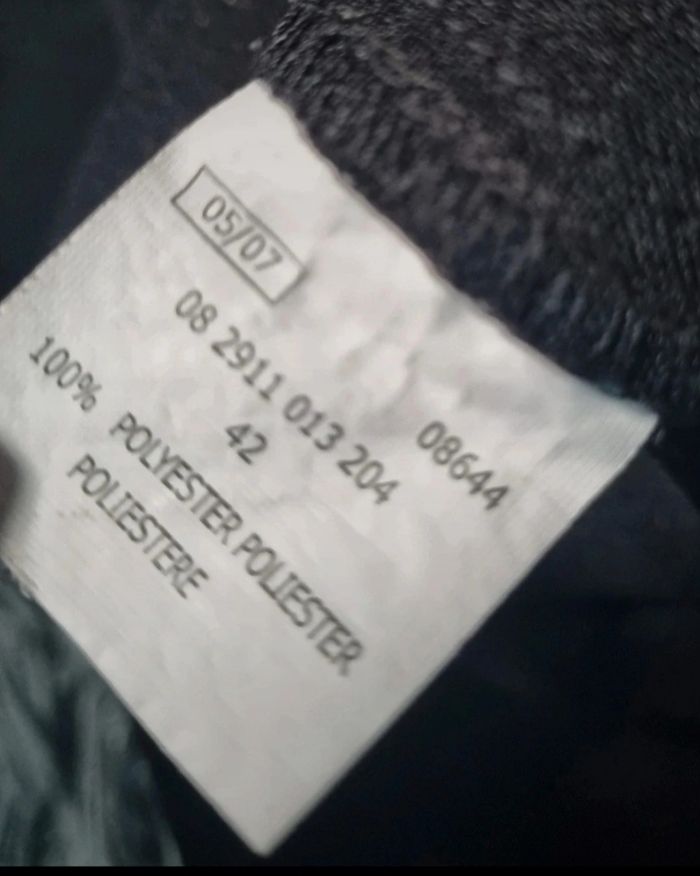 05/07
08 2911 013 204
08644
42
100% POLYESTER POLIESTER
POLIESTERE